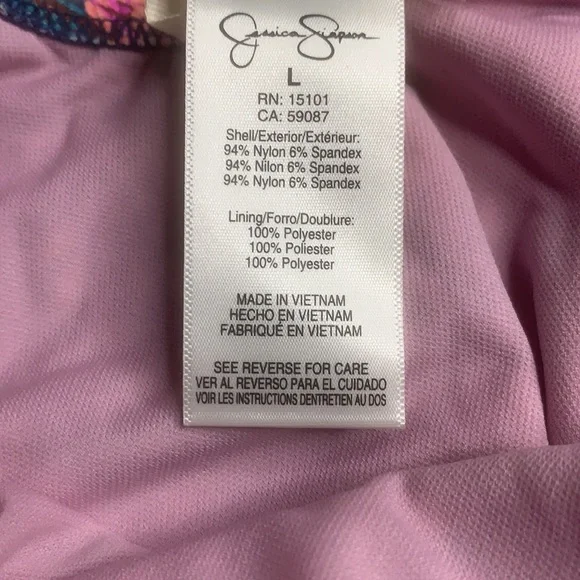 Jessica Simpson
L
RN: 15101
CA: 59087
Shell/Exterior/Extérieur:
94% Nylon 6% Spandex
94% Nilon 6% Spandex
94% Nylon 6% Spandex
Lining/Forro/Doublure:
100% Polyester
100% Poliester
100% Polyester
MADE IN VIETNAM
HECHO EN VIETNAM
FABRIQUÉ EN VIETNAM
SEE REVERSE FOR CARE
VER AL REVERSO PARA EL CUIDADO
VOIR LES INSTRUCTIONS DENTRETIEN AU DOS